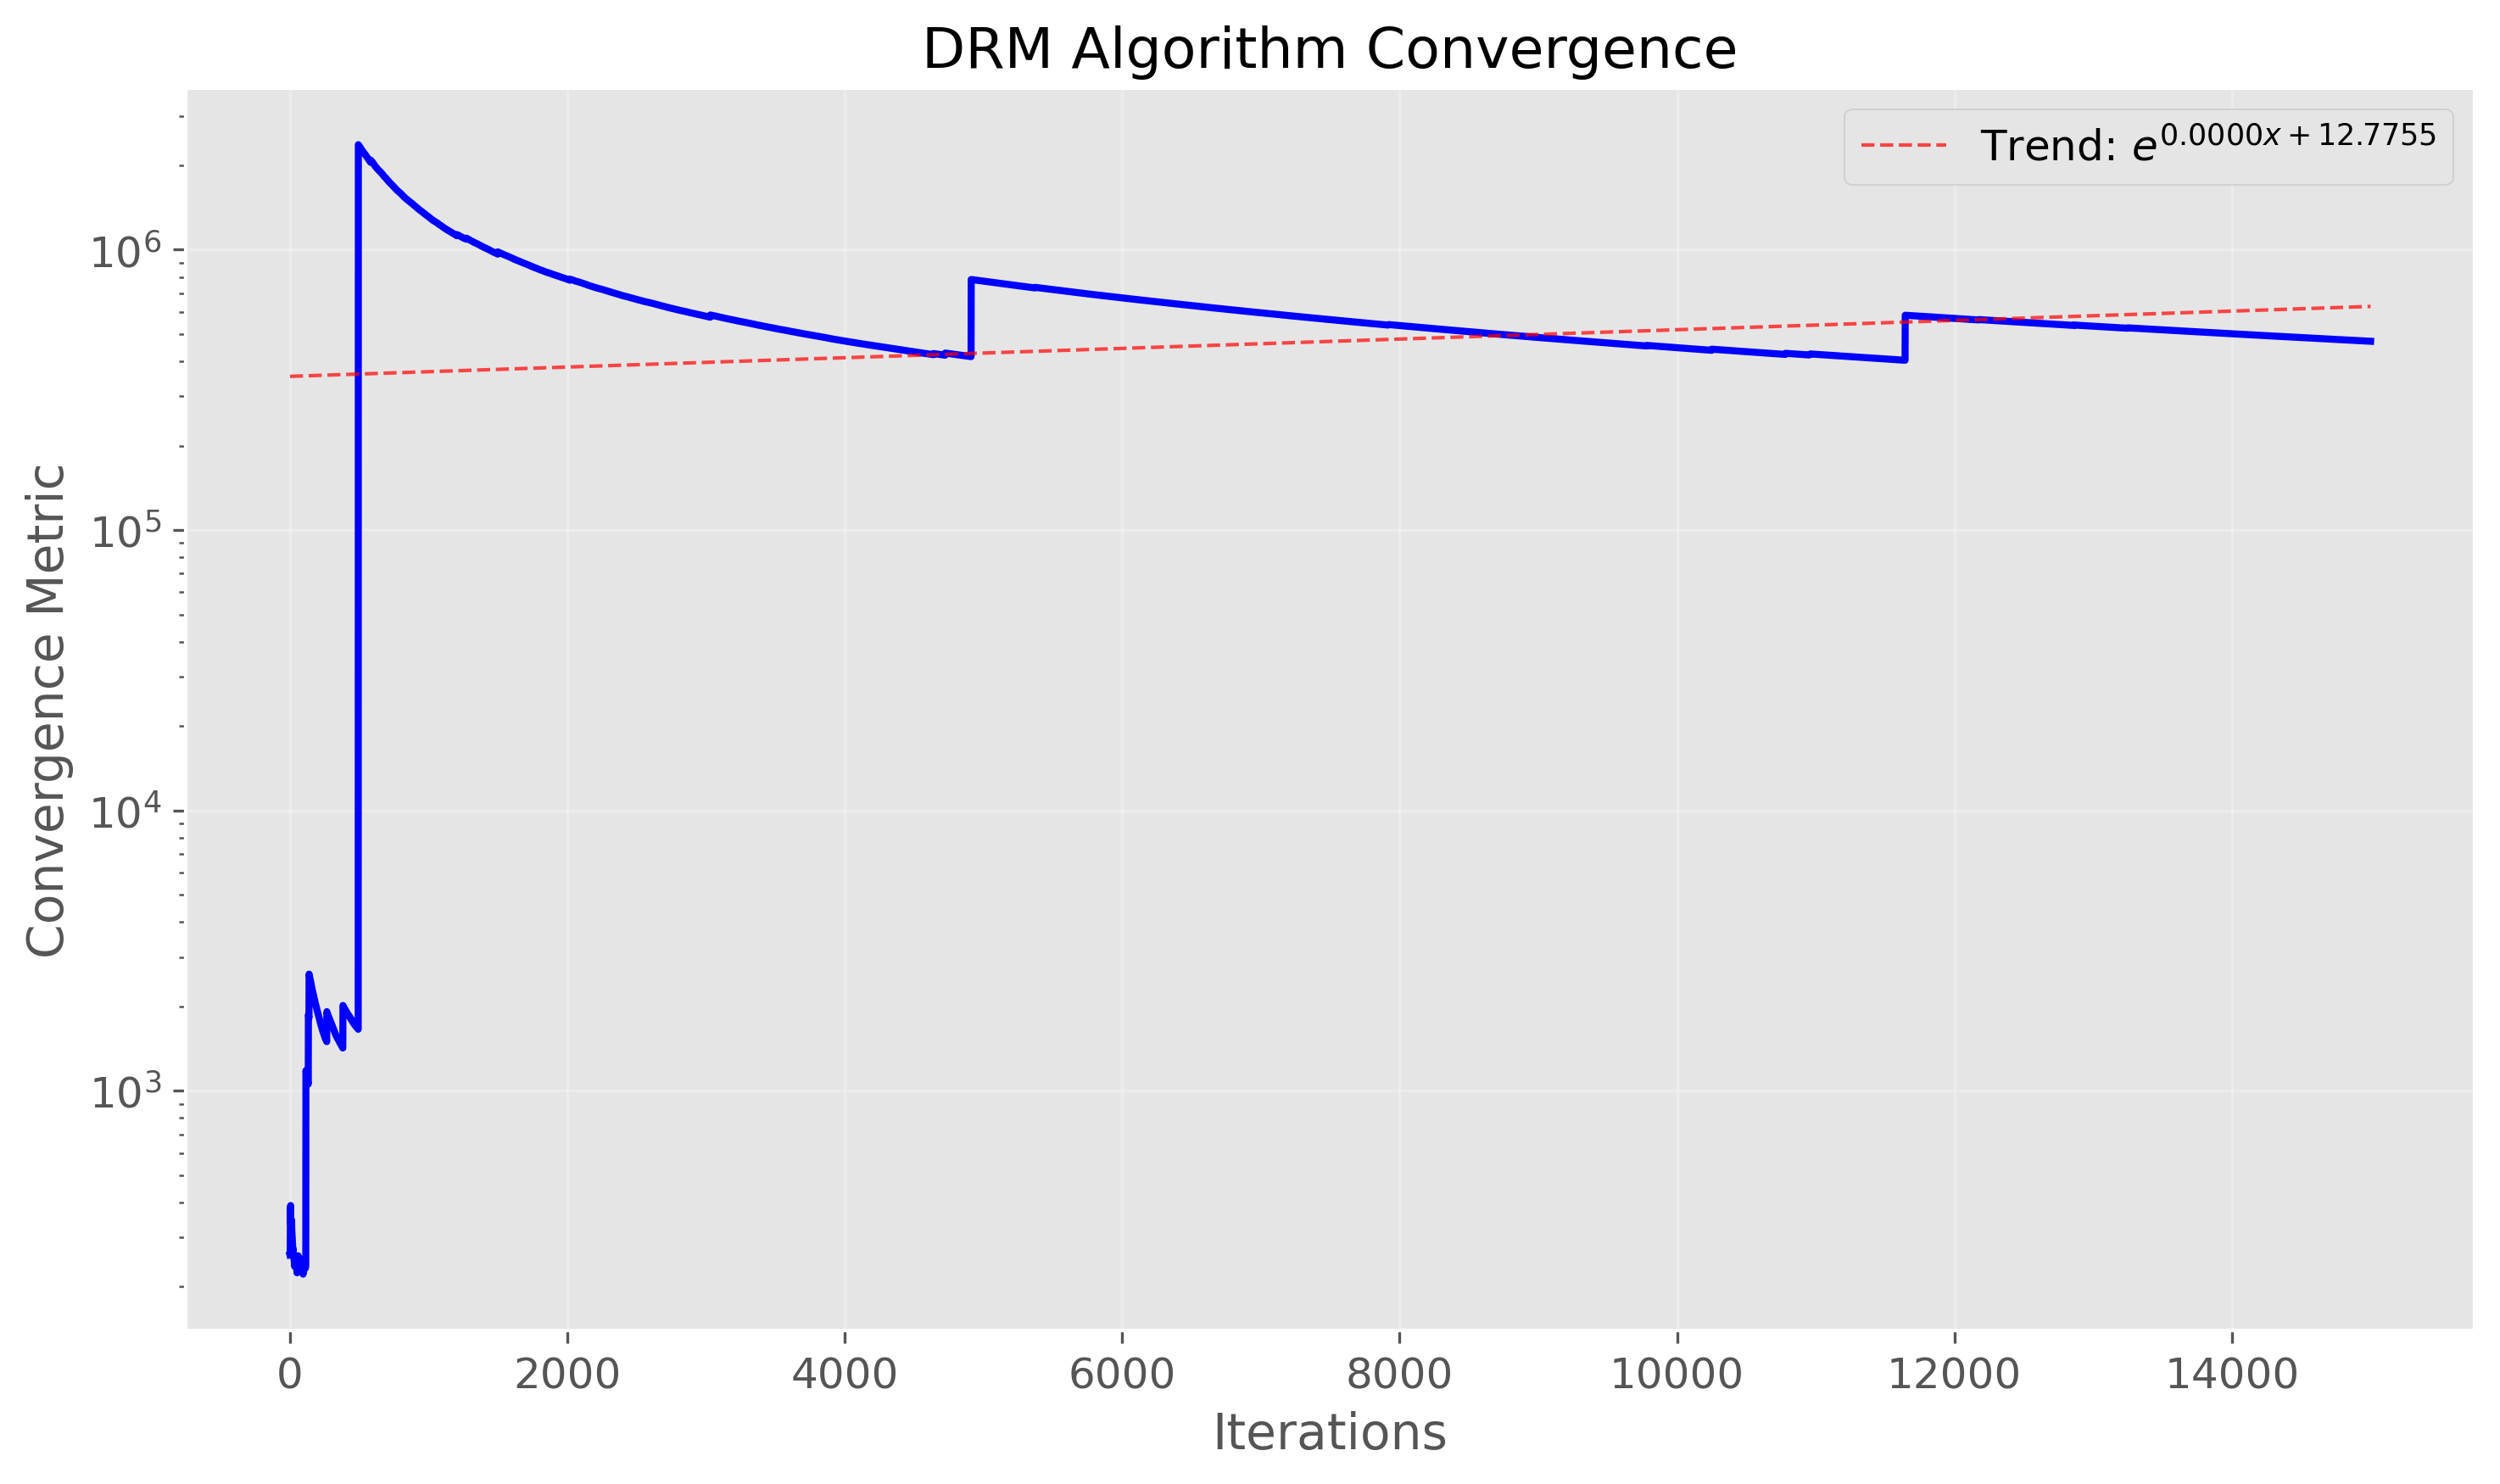 DRM Algorithm Convergence
Trend: e^{0.0000x + 12.7755}
Convergence Metric
10^6
10^5
10^4
10^3
0 2000 4000 6000 8000 10000 12000 14000
Iterations